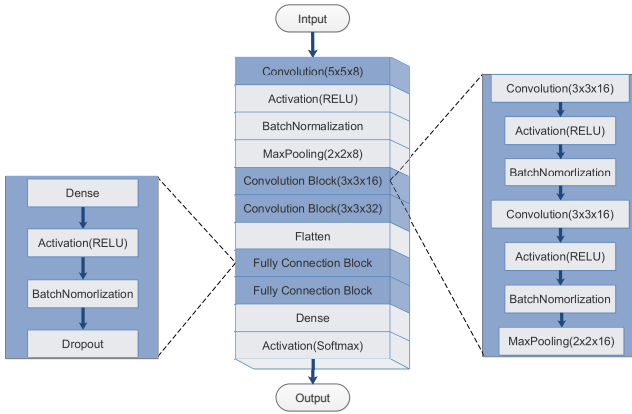 Intput
Convolution(5x5x8)
Activation(RELU)
BatchNormalization
MaxPooling(2x2x8)
Convolution Block(3x3x16)
Convolution Block(3x3x32)
Flatten
Fully Connection Block
Fully Connection Block
Dense
Activation(Softmax)
Output
Dense
Activation(RELU)
BatchNomorlization
Dropout
Convolution(3x3x16)
Activation(RELU)
BatchNomorlization
Convolution(3x3x16)
Activation(RELU)
BatchNomorlization
MaxPooling(2x2x16)